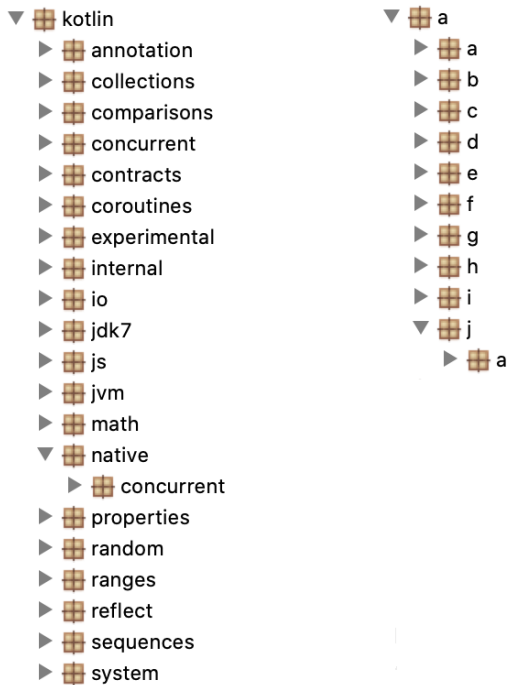 kotlin
annotation
collections
comparisons
concurrent
contracts
coroutines
experimental
internal
io
jdk7
js
jvm
math
native
concurrent
properties
random
ranges
reflect
sequences
system
a
a
b
c
d
e
f
g
h
i
j
a